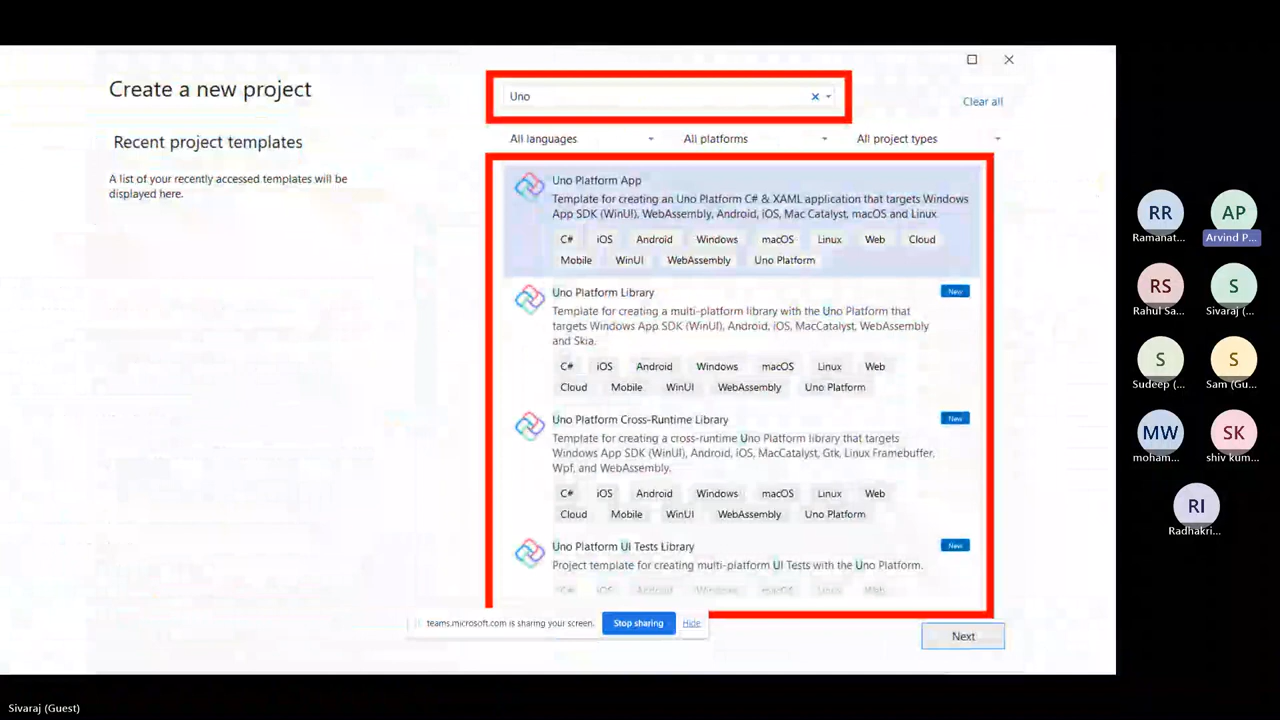 Create a new project
Recent project templates
A list of your recently accessed templates will be
displayed here.
Uno
Clear all
All languages
All platforms
All project types
Uno Platform App
Template for creating an Uno Platform C# & XAML application that targets Windows
App SDK (WinUI), WebAssembly, Android, iOS, Mac Catalyst, macOS and Linux.
C# iOS Android Windows macOS Linux Web Cloud
Mobile WinUI WebAssembly Uno Platform
Uno Platform Library
New
Template for creating a multi-platform library with the Uno Platform that
targets Windows App SDK (WinUI), Android, iOS, MacCatalyst, WebAssembly
and Skia.
C# iOS Android Windows macOS Linux Web
Cloud Mobile WinUI WebAssembly Uno Platform
Uno Platform Cross-Runtime Library
New
Template for creating a cross-runtime Uno Platform library that targets
Windows App SDK (WinUI), Android, iOS, MacCatalyst, Gtk, Linux Framebuffer,
Wpf, and WebAssembly.
C# iOS Android Windows macOS Linux Web
Cloud Mobile WinUI WebAssembly Uno Platform
Uno Platform UI Tests Library
New
Project template for creating multi-platform UI Tests with the Uno Platform.
C# iOS Android Windows macOS Linux Web
teams.microsoft.com is sharing your screen.
Stop sharing
Hide
Next
RR
Ramanat...
AP
Arvind P...
RS
Rahul Sa...
S
Sivaraj (...
S
Sudeep (...
S
Sam (Gu...
MW
moham...
SK
shiv kum...
RI
Radhakri...
Sivaraj (Guest)